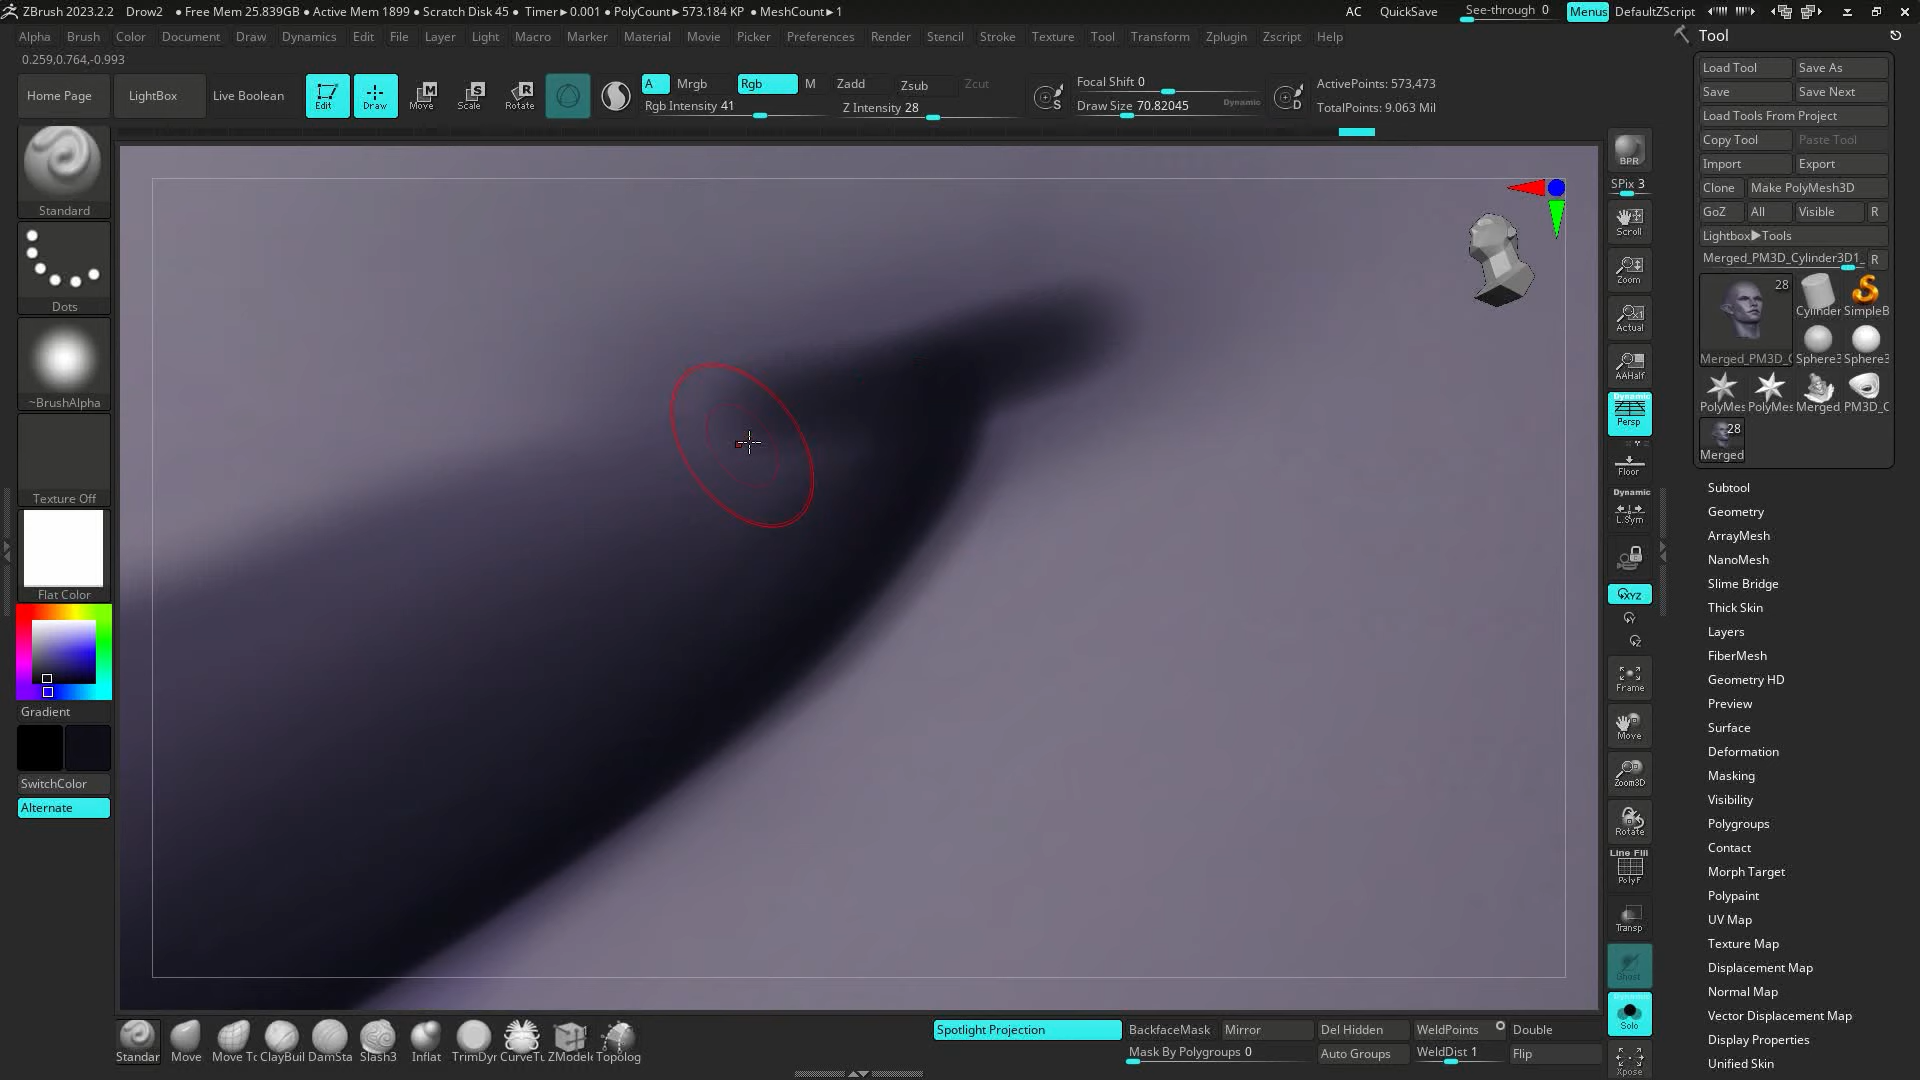 ZBrush 2023.2.2 Drow2 ● Free Mem 25.839GB ● Active Mem 1899 ● Scratch Disk 45 ● Timer▸0.001 ● PolyCount▸573.184 KP ● MeshCount▸1 AC QuickSave See-through 0 Menus DefaultZScript
Alpha Brush Color Document Draw Dynamics Edit File Layer Light Macro Marker Material Movie Picker Preferences Render Stencil Stroke Texture Tool Transform Zplugin Zscript Help
Tool
0.259,0.764,-0.993
Home Page LightBox Live Boolean Edit Draw Move Scale Rotate
M S R
A Mrgb Rgb M Zadd Zsub Zcut
Rgb Intensity 41 Z Intensity 28
S
Focal Shift 0
Draw Size 70.82045 Dynamic
D
ActivePoints: 573,473
TotalPoints: 9.063 Mil
Standard
Dots
~BrushAlpha
Texture Off
Flat Color
Gradient
SwitchColor
Alternate
BPR
SPix 3
Scroll
Zoom
Actual
AAHalf
Dynamic
Persp
Floor
Dynamic
L.Sym
XYZ
Y
Z
Frame
Move
Zoom3D
Rotate
Line Fill
PolyF
Transp
Ghost
Dynamic
Solo
Xpose
Load Tool Save As
Save Save Next
Load Tools From Project
Copy Tool Paste Tool
Import Export
Clone Make PolyMesh3D
GoZ All Visible R
Lightbox▸Tools
Merged_PM3D_Cylinder3D1_ R
28
Cylinder SimpleB
Merged_PM3D_C Sphere3 Sphere3
PolyMes PolyMes Merged PM3D_C
28
Merged
Subtool
Geometry
ArrayMesh
NanoMesh
Slime Bridge
Thick Skin
Layers
FiberMesh
Geometry HD
Preview
Surface
Deformation
Masking
Visibility
Polygroups
Contact
Morph Target
Polypaint
UV Map
Texture Map
Displacement Map
Normal Map
Vector Displacement Map
Display Properties
Unified Skin
Standar Move Move To ClayBuil DamSta Slash3 Inflat TrimDyr CurveTu ZModele Topolog
Spotlight Projection BackfaceMask Mirror Del Hidden WeldPoints Double
Mask By Polygroups 0 Auto Groups WeldDist 1 Flip